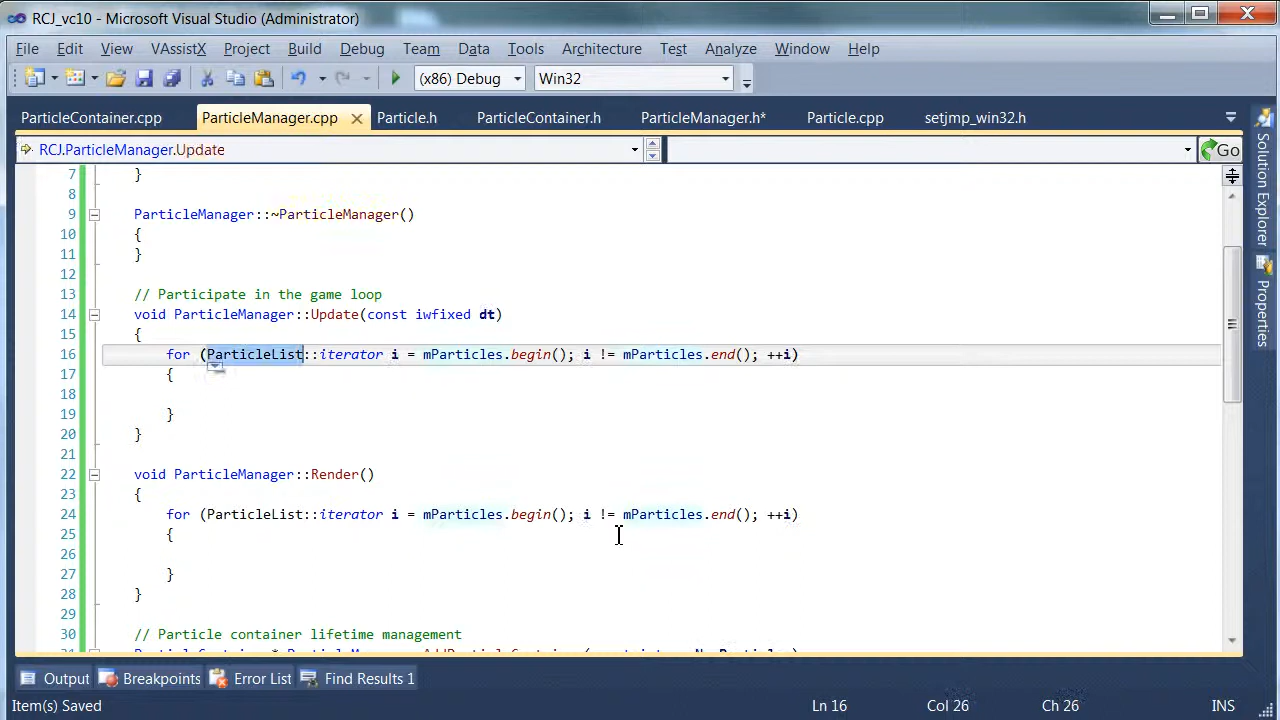 RCJ_vc10 - Microsoft Visual Studio (Administrator)
File Edit View VAssistX Project Build Debug Team Data Tools Architecture Test Analyze Window Help
(x86) Debug Win32
ParticleContainer.cpp ParticleManager.cpp Particle.h ParticleContainer.h ParticleManager.h* Particle.cpp setjmp_win32.h
RCJ.ParticleManager.Update Go
7 }
8
9 ParticleManager::~ParticleManager()
10 {
11 }
12
13 // Participate in the game loop
14 void ParticleManager::Update(const iwfixed dt)
15 {
16 for (ParticleList::iterator i = mParticles.begin(); i != mParticles.end(); ++i)
17 {
18
19 }
20 }
21
22 void ParticleManager::Render()
23 {
24 for (ParticleList::iterator i = mParticles.begin(); i != mParticles.end(); ++i)
25 {
26
27 }
28 }
29
30 // Particle container lifetime management
Solution Explorer
Properties
Output Breakpoints Error List Find Results 1
Item(s) Saved Ln 16 Col 26 Ch 26 INS